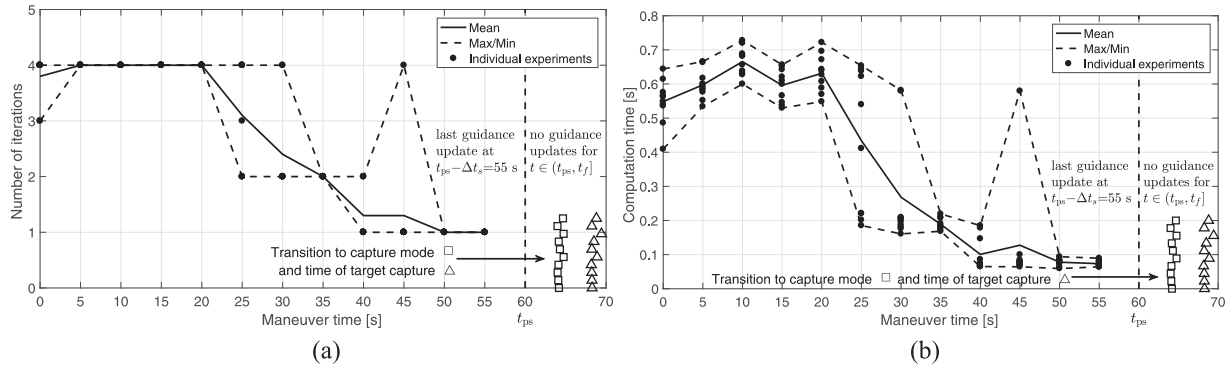 Number of iterations
5
4
3
2
1
0
Mean
Max/Min
Individual experiments
last guidance
update at
t_ps−Δt_s=55 s
no guidance
updates for
t ∈ (t_ps, t_f]
Transition to capture mode □
and time of target capture △
0 5 10 15 20 25 30 35 40 45 50 55 t_ps 70
Maneuver time [s]
(a)
Computation time [s]
0.8
0.7
0.6
0.5
0.4
0.3
0.2
0.1
0
Mean
Max/Min
Individual experiments
last guidance
update at
t_ps−Δt_s=55 s
no guidance
updates for
t ∈ (t_ps, t_f]
Transition to capture mode □ and time of target capture △
0 5 10 15 20 25 30 35 40 45 50 55 60 70
Maneuver time [s]
t_ps
(b)